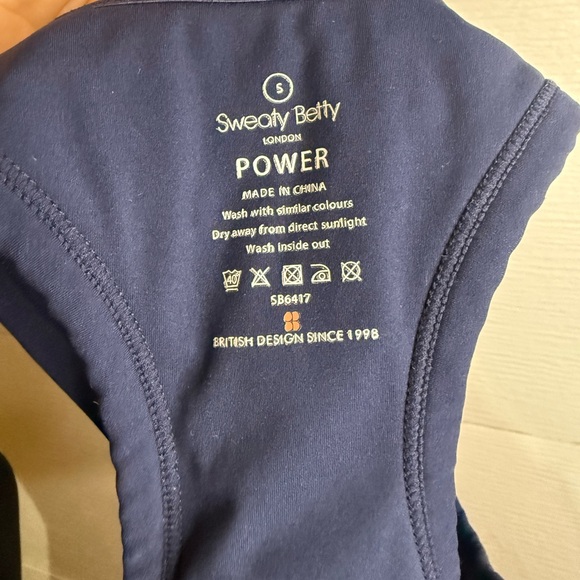 S
Sweaty Betty
LONDON
POWER
MADE IN CHINA
Wash with similar colours
Dry away from direct sunlight
Wash inside out
40
SB6417
BRITISH DESIGN SINCE 1998